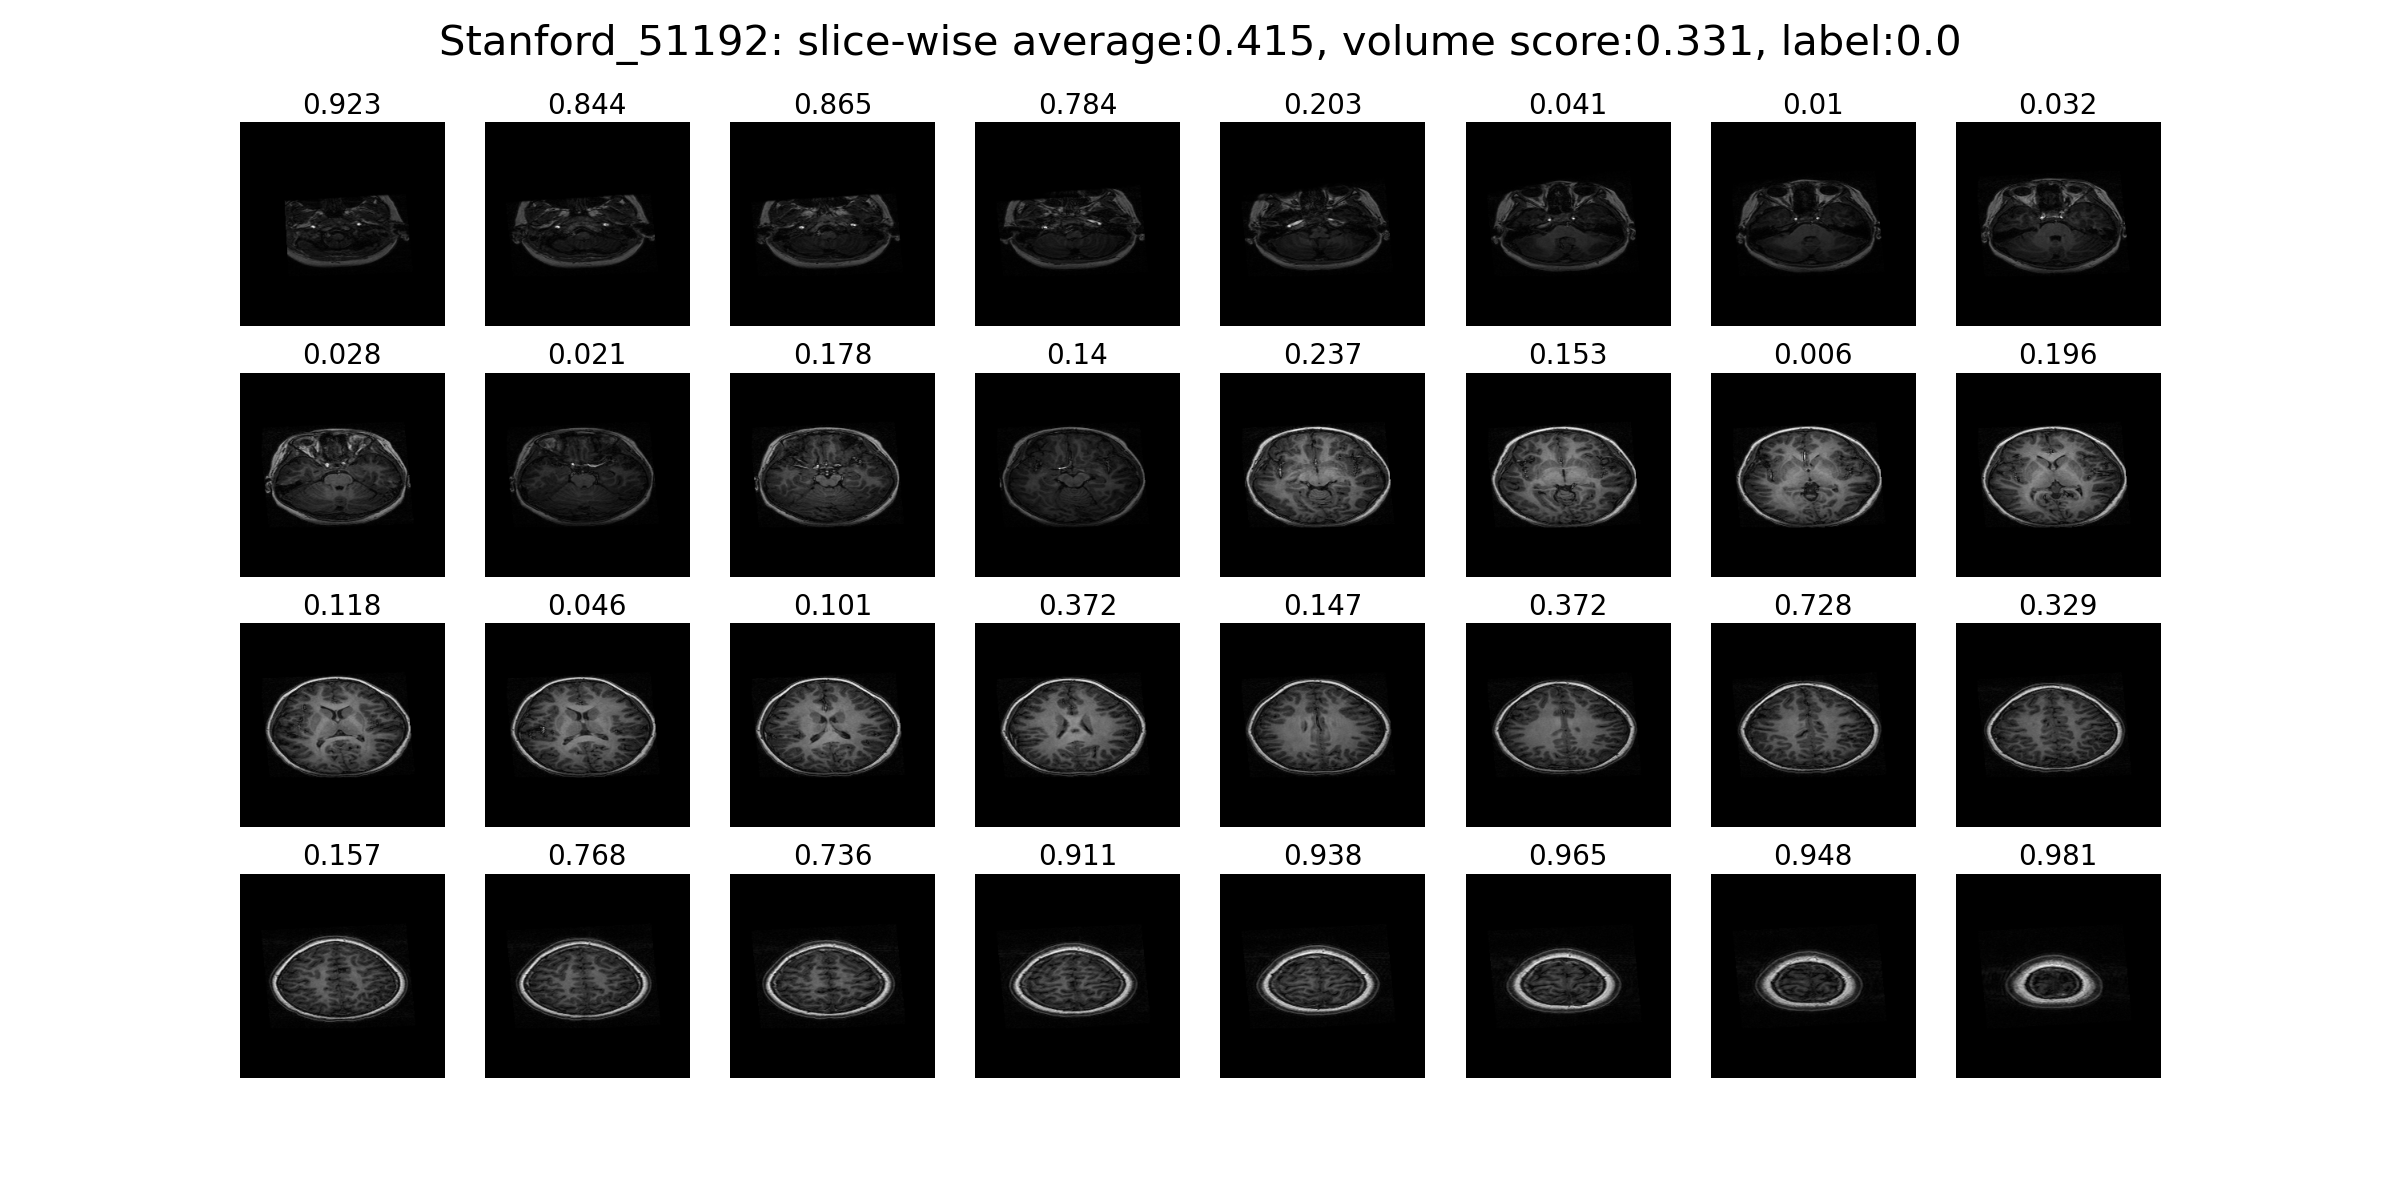 Stanford_51192: slice-wise average:0.415, volume score:0.331, label:0.0
0.923 0.844 0.865 0.784 0.203 0.041 0.01 0.032
0.028 0.021 0.178 0.14 0.237 0.153 0.006 0.196
0.118 0.046 0.101 0.372 0.147 0.372 0.728 0.329
0.157 0.768 0.736 0.911 0.938 0.965 0.948 0.981